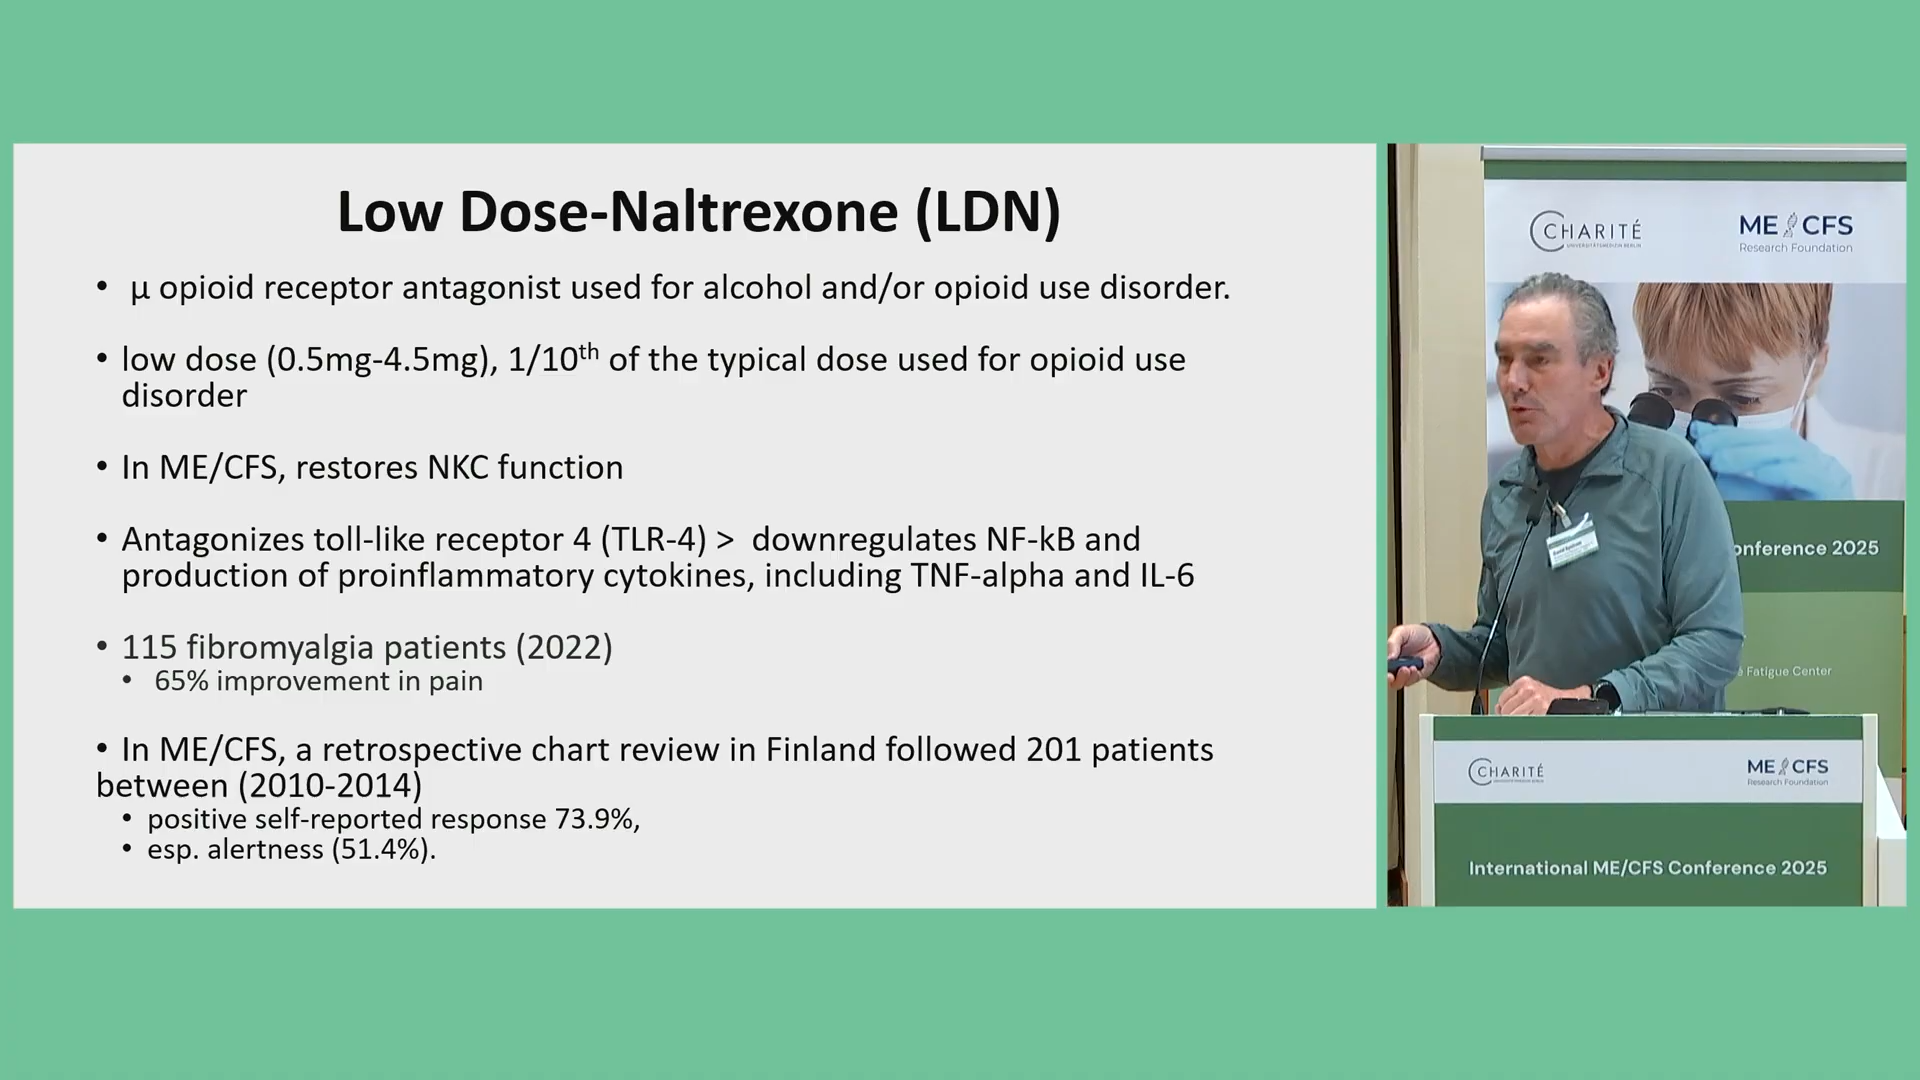 Low Dose-Naltrexone (LDN)
• μ opioid receptor antagonist used for alcohol and/or opioid use disorder.
• low dose (0.5mg-4.5mg), 1/10th of the typical dose used for opioid use
disorder
• In ME/CFS, restores NKC function
• Antagonizes toll-like receptor 4 (TLR-4) > downregulates NF-kB and
production of proinflammatory cytokines, including TNF-alpha and IL-6
• 115 fibromyalgia patients (2022)
• 65% improvement in pain
• In ME/CFS, a retrospective chart review in Finland followed 201 patients
between (2010-2014)
• positive self-reported response 73.9%,
• esp. alertness (51.4%).
CHARITÉ
UNIVERSITÄTSMEDIZIN BERLIN
ME CFS
Research Foundation
onference 2025
Fatigue Center
CHARITÉ
ME CFS
Research Foundation
International ME/CFS Conference 2025